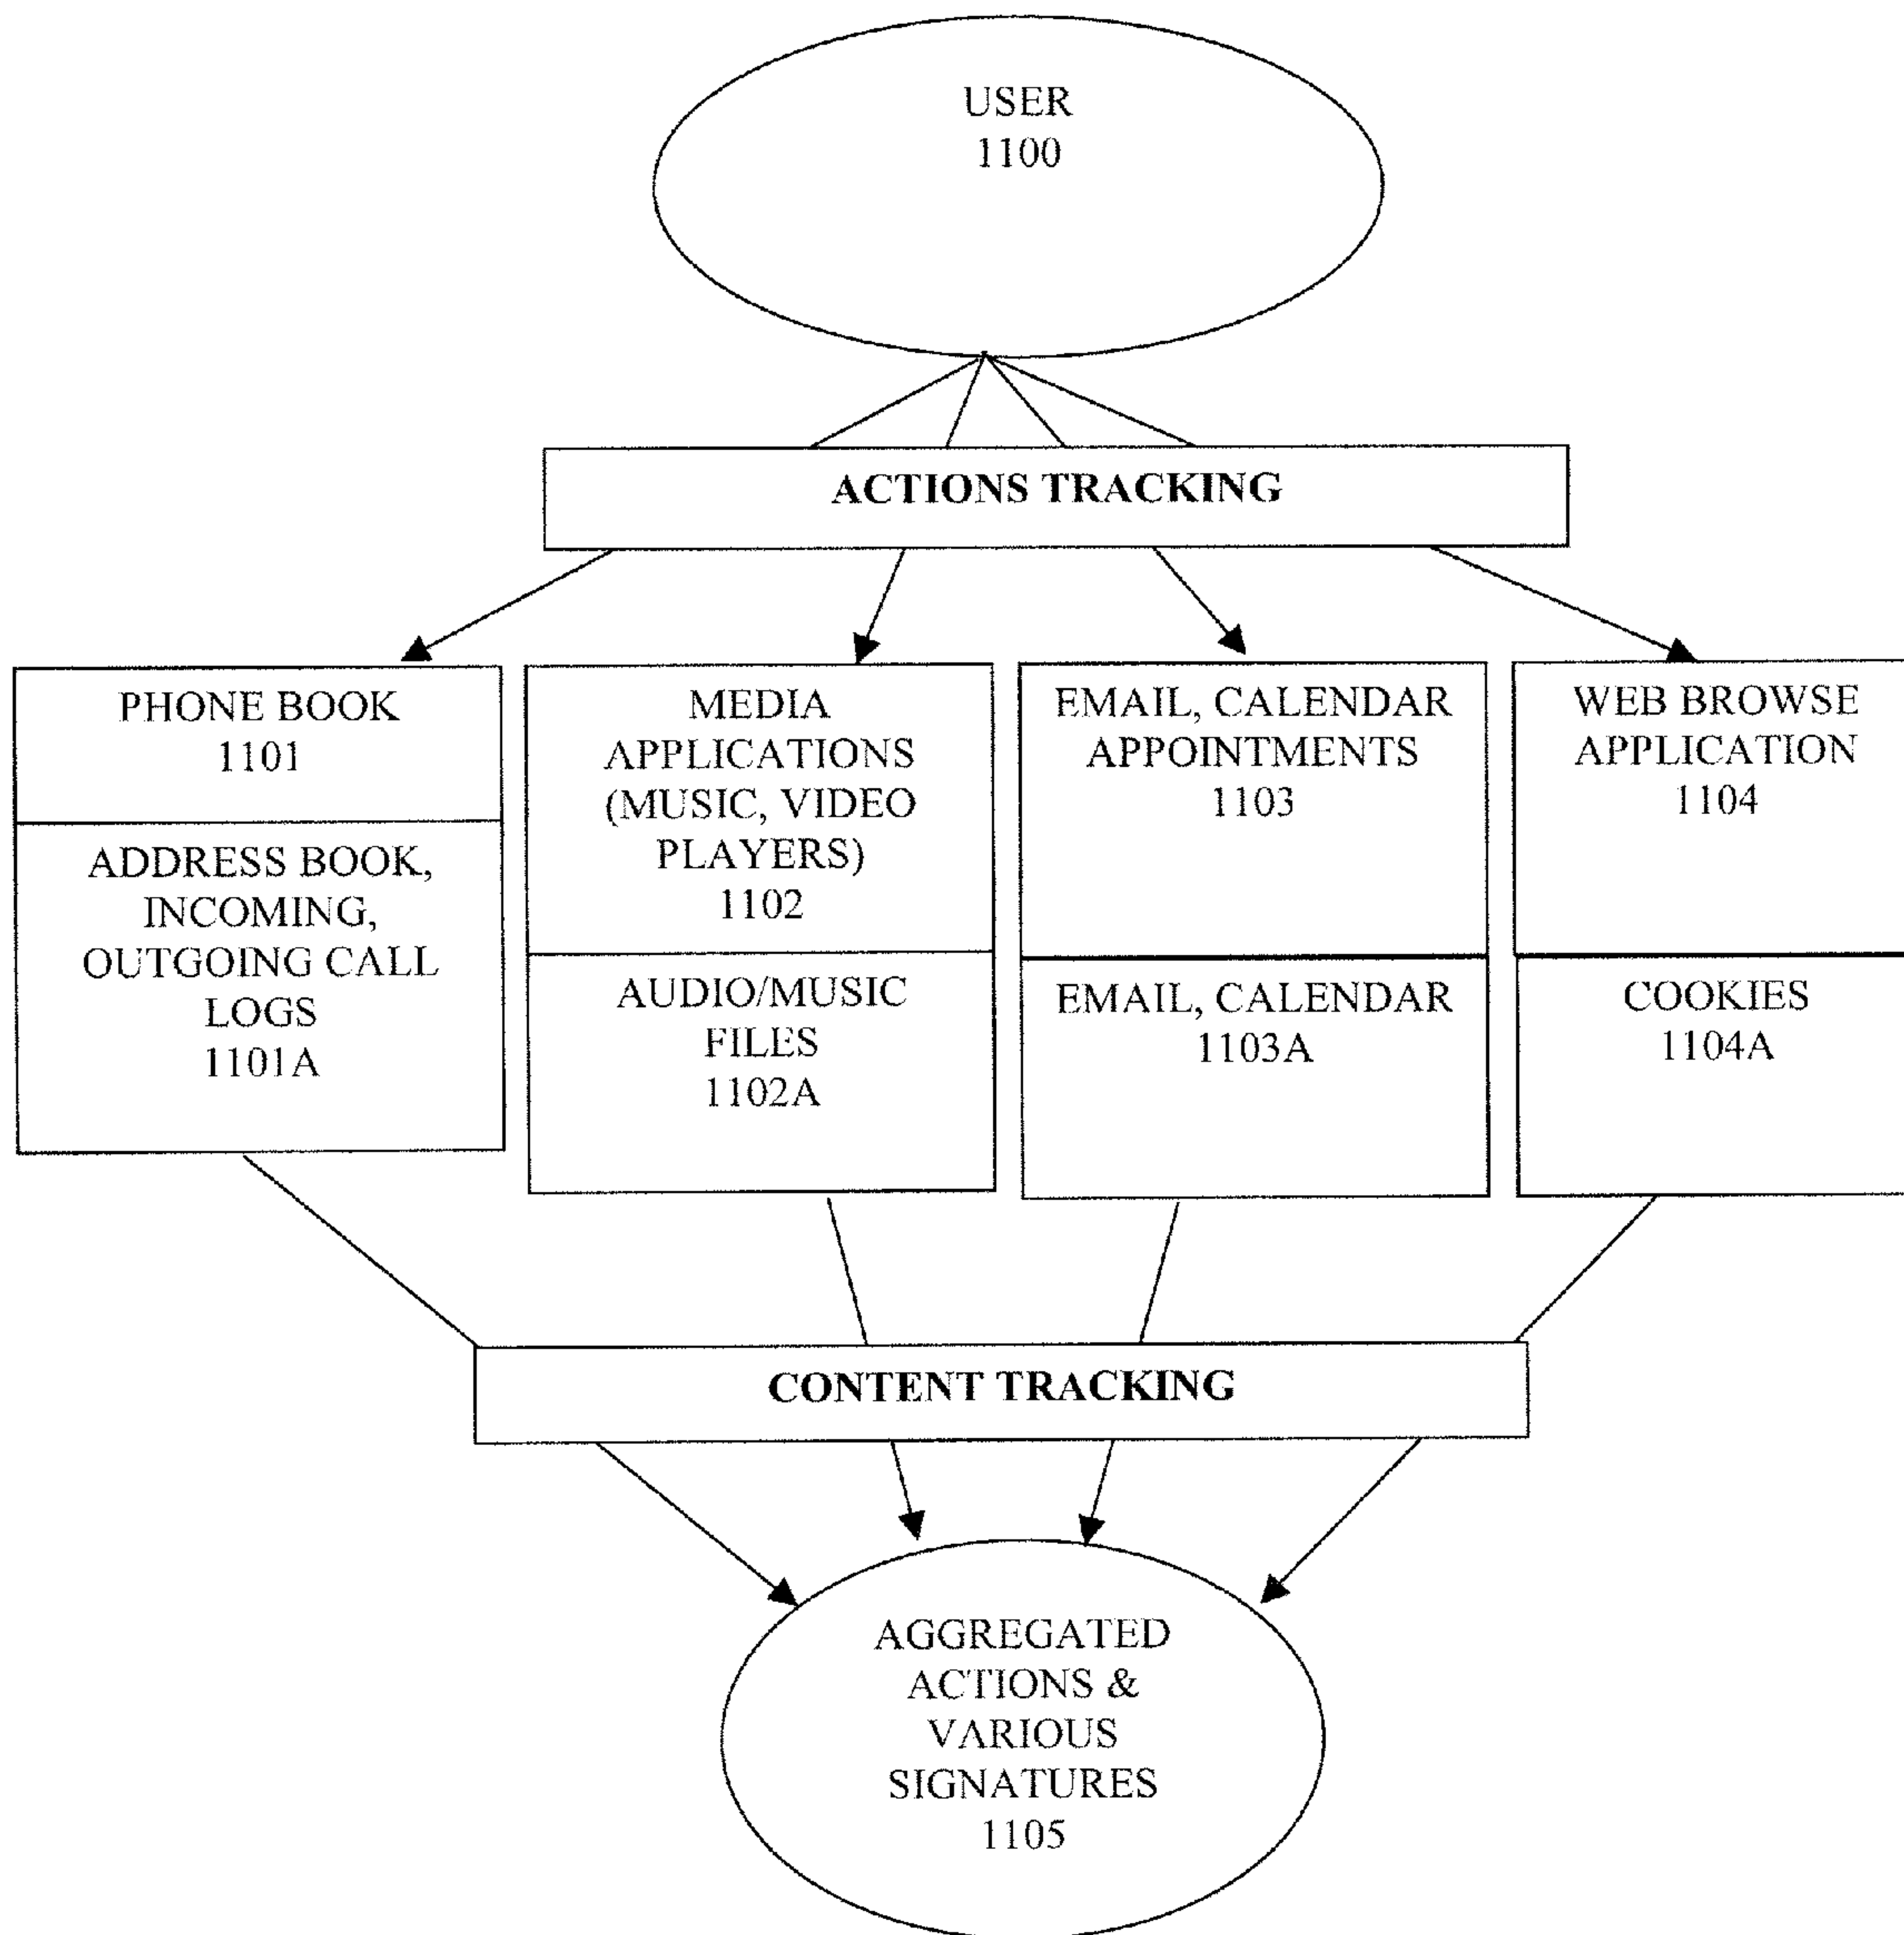 USER
1100
ACTIONS TRACKING
PHONE BOOK
1101
ADDRESS BOOK,
INCOMING,
OUTGOING CALL
LOGS
1101A
MEDIA
APPLICATIONS
(MUSIC, VIDEO
PLAYERS)
1102
AUDIO/MUSIC
FILES
1102A
EMAIL, CALENDAR
APPOINTMENTS
1103
EMAIL, CALENDAR
1103A
WEB BROWSE
APPLICATION
1104
COOKIES
1104A
CONTENT TRACKING
AGGREGATED
ACTIONS &
VARIOUS
SIGNATURES
1105